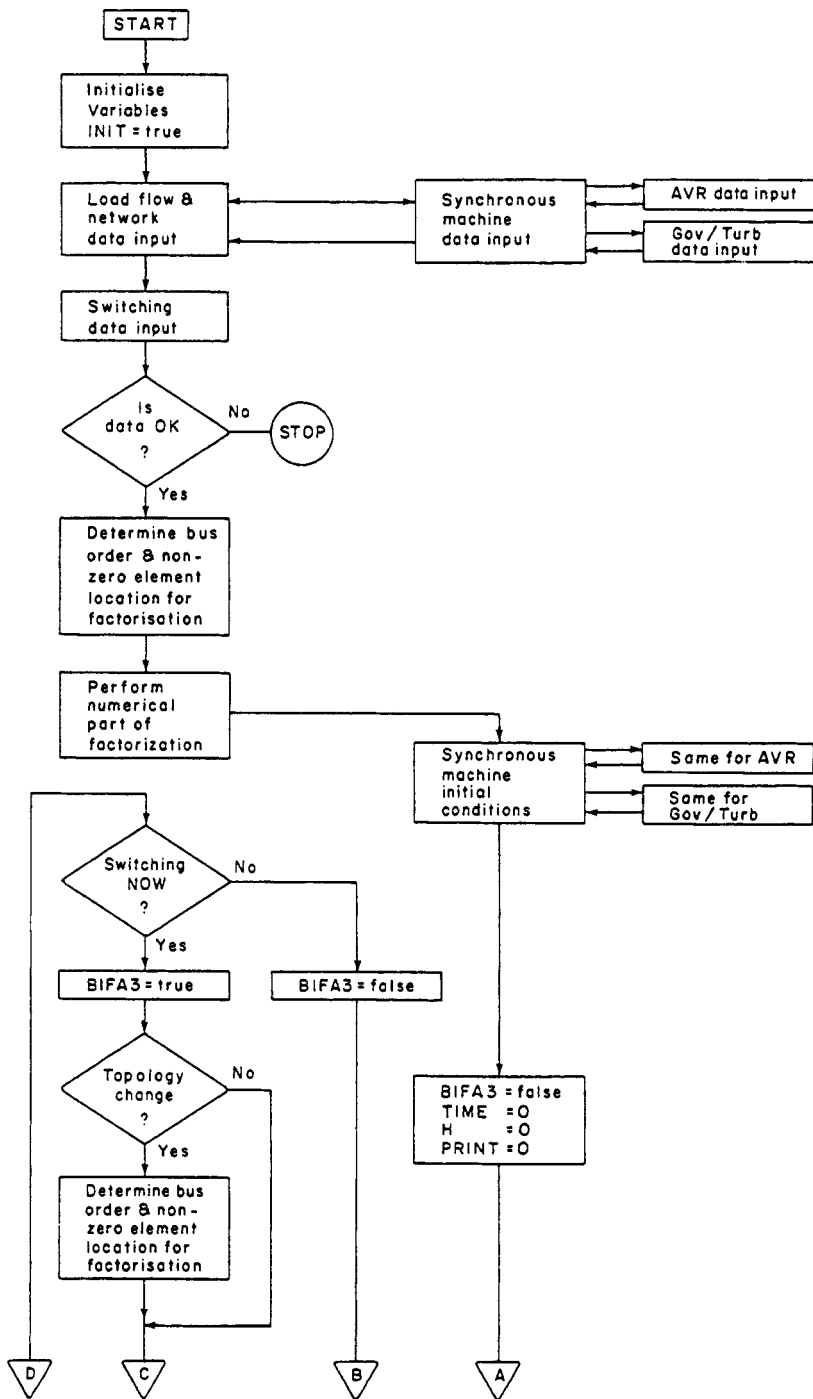 START
Initialise
Variables
INIT = true
Load flow &
network
data input
Synchronous
machine
data input
AVR data input
Gov / Turb
data input
Switching
data input
Is
data OK
?
No
STOP
Yes
Determine bus
order & non-
zero element
location for
factorisation
Perform
numerical
part of
factorization
Synchronous
machine
initial
conditions
Same for AVR
Same for
Gov / Turb
Switching
NOW
?
No
Yes
BIFA3 = true
BIFA3 = false
Topology
change
?
No
Yes
BIFA3 = false
TIME = 0
H = 0
PRINT = 0
Determine bus
order & non-
zero element
location for
factorisation
D
C
B
A